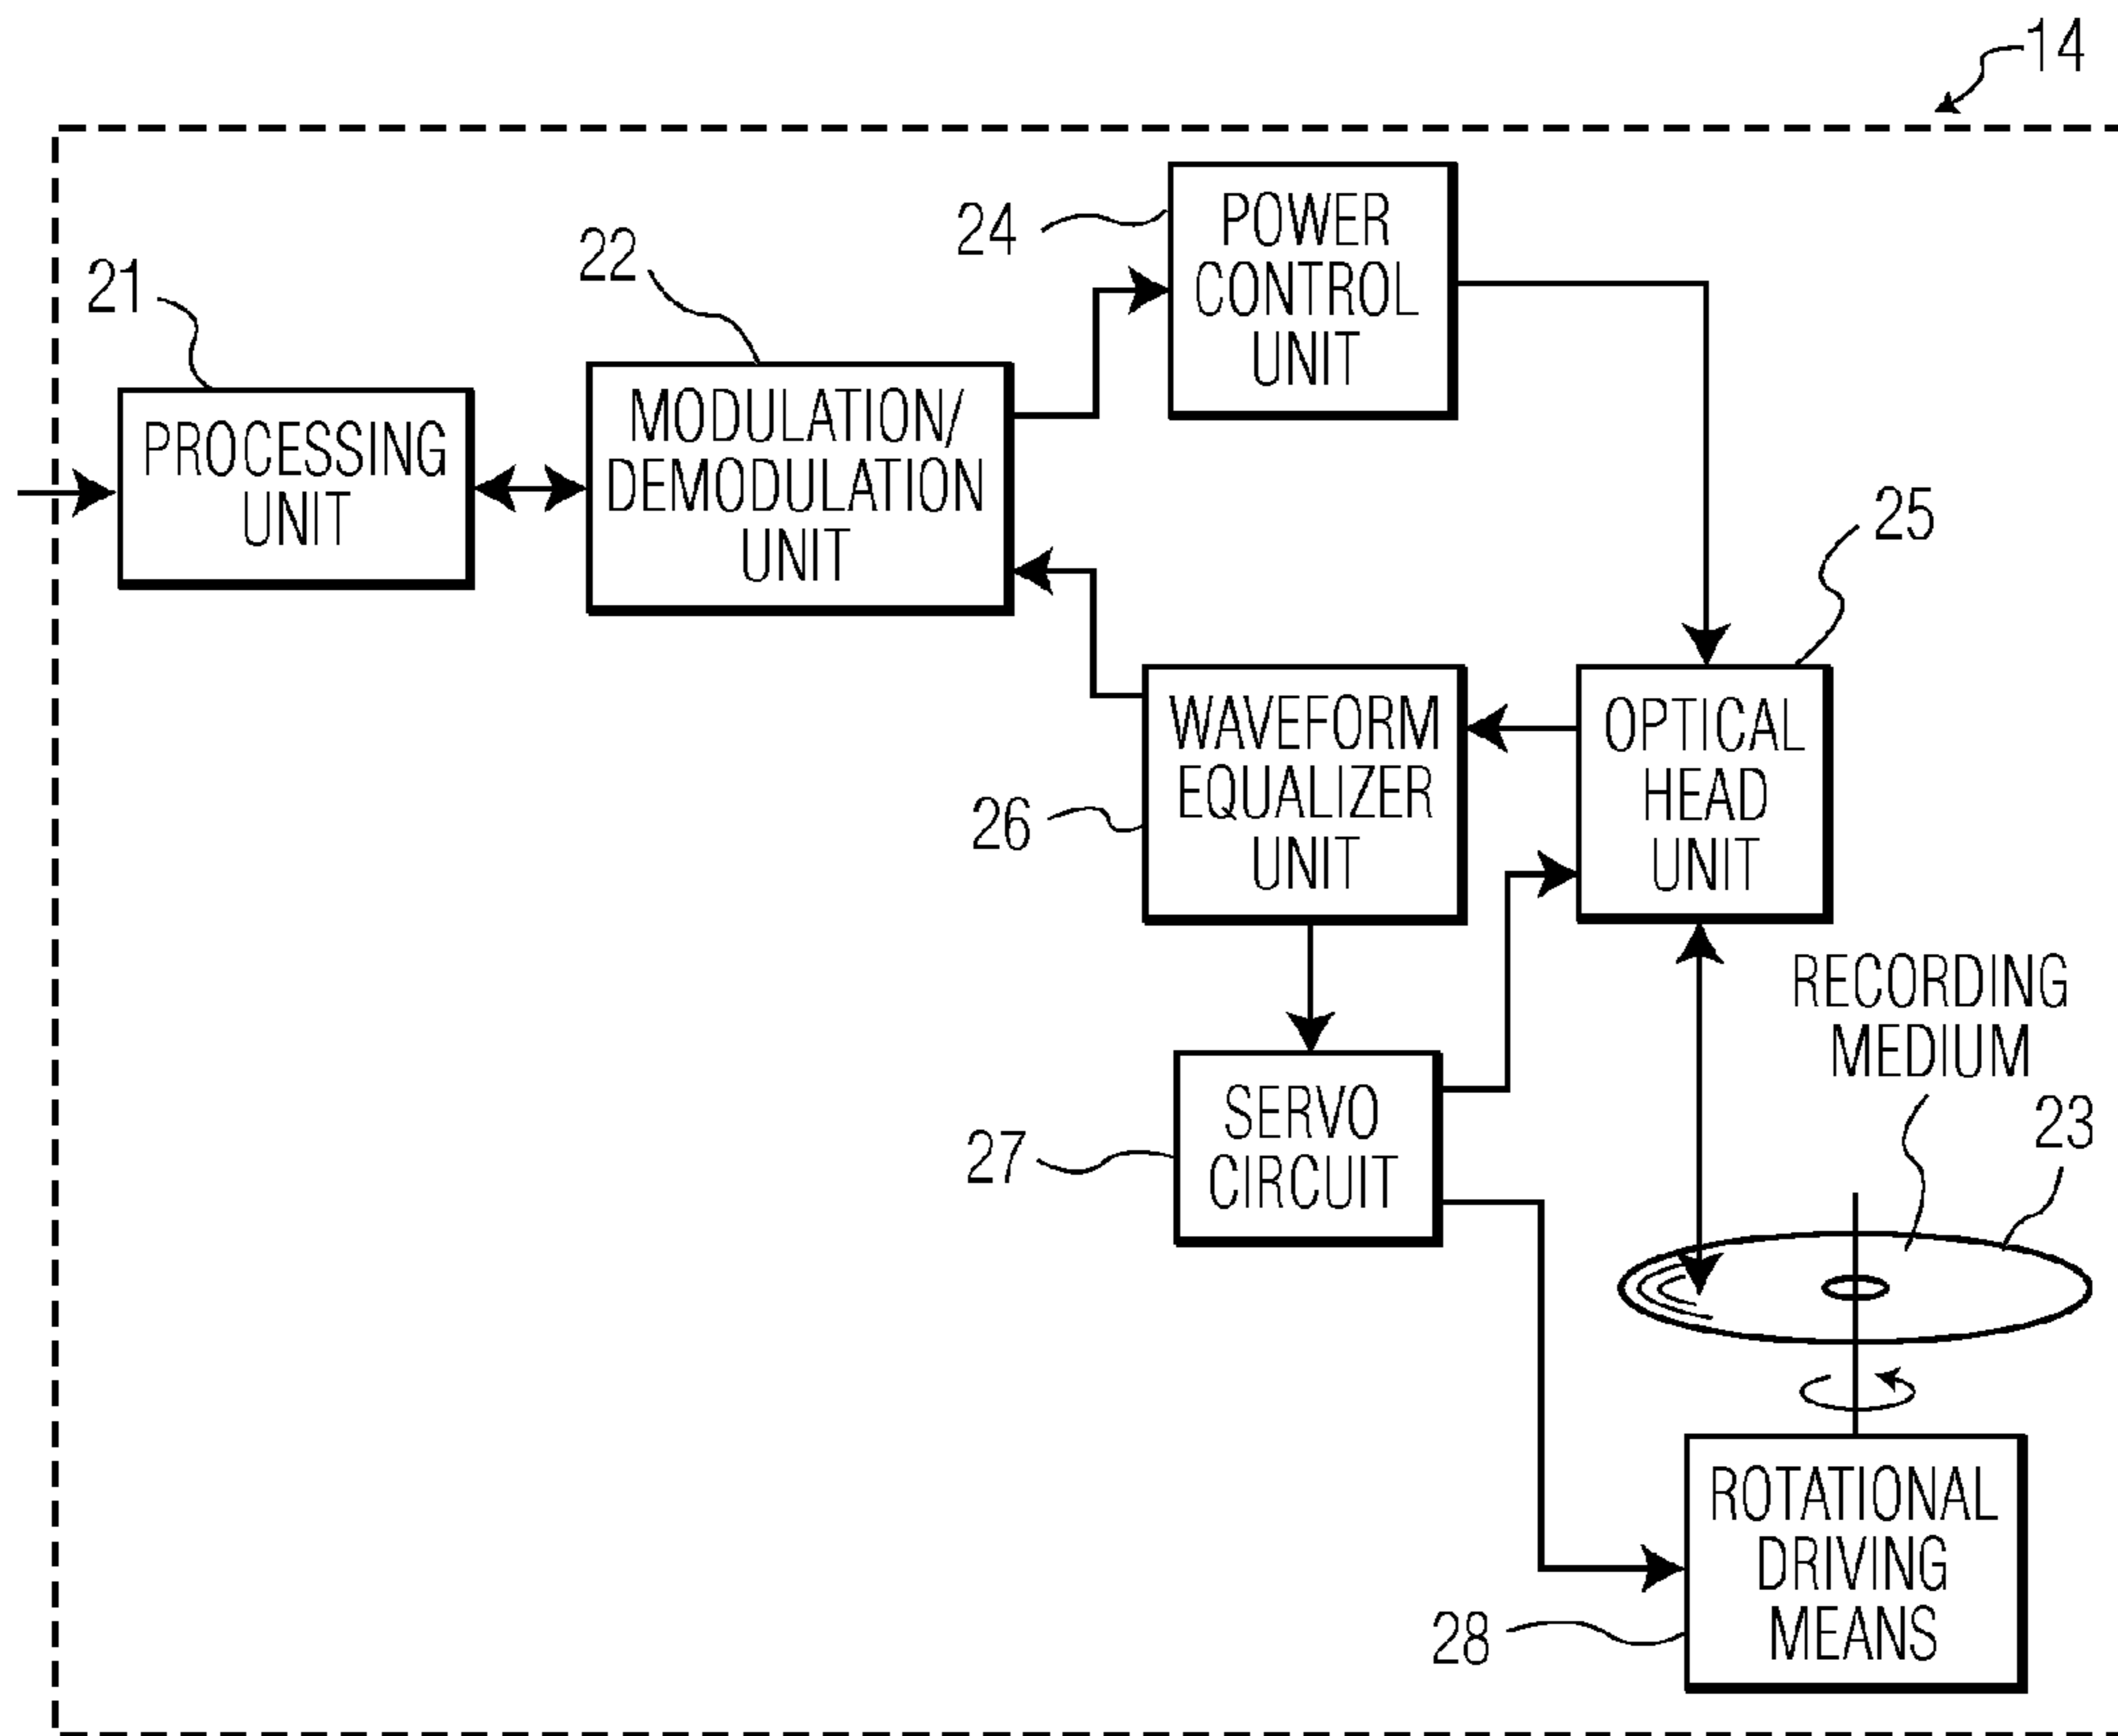 14
24
POWER
CONTROL
UNIT
22
21
MODULATION/
DEMODULATION
UNIT
PROCESSING
UNIT
25
WAVEFORM
EQUALIZER
UNIT
26
OPTICAL
HEAD
UNIT
RECORDING
MEDIUM
23
SERVO
CIRCUIT
27
ROTATIONAL
DRIVING
MEANS
28